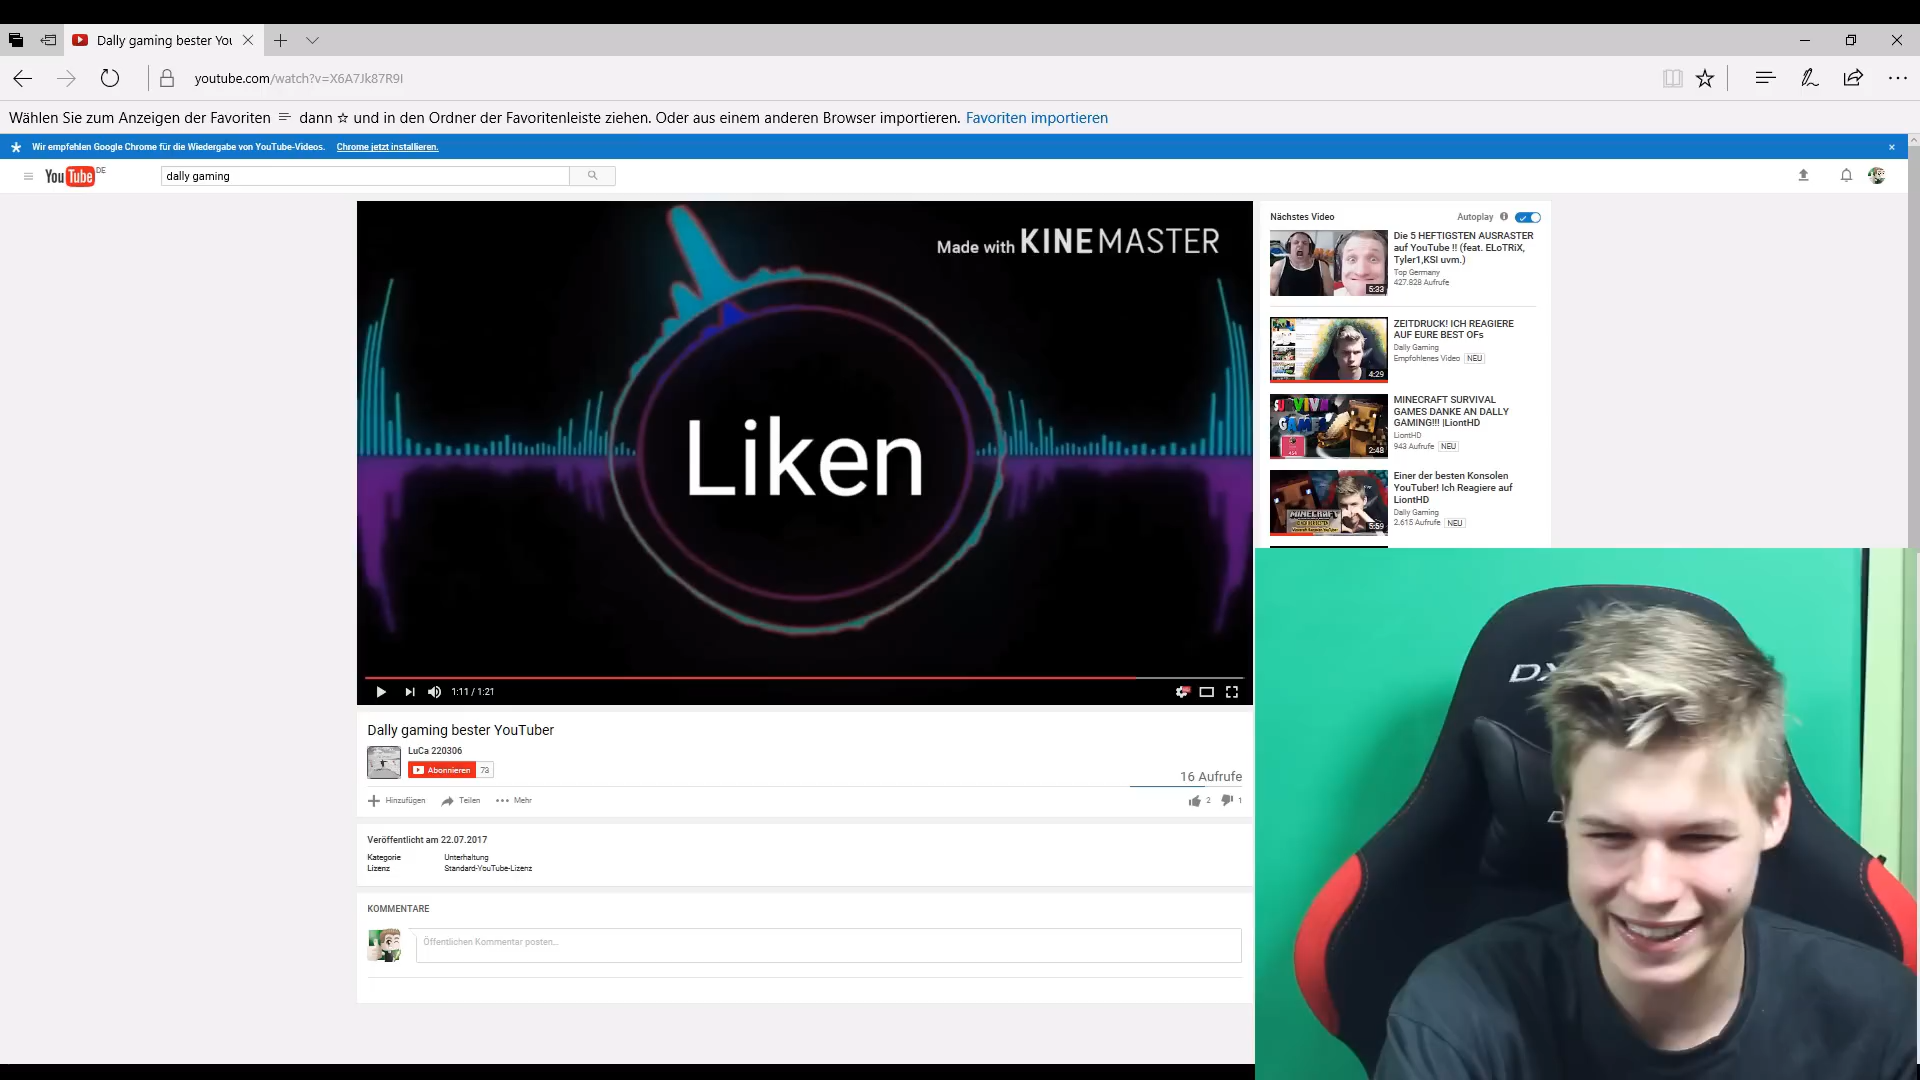 Dally gaming bester You
youtube.com/watch?v=X6A7Jk87R9I
Wählen Sie zum Anzeigen der Favoriten dann und in den Ordner der Favoritenleiste ziehen. Oder aus einem anderen Browser importieren. Favoriten importieren
Wir empfehlen Google Chrome für die Wiedergabe von YouTube-Videos. Chrome jetzt installieren.
YouTube DE
dally gaming
Made with KINEMASTER
Liken
1:11 / 1:21
Dally gaming bester YouTuber
LuCa 220306
Abonnieren 73
16 Aufrufe
Hinzufügen Teilen Mehr
2 1
Veröffentlicht am 22.07.2017
Kategorie Unterhaltung
Lizenz Standard-YouTube-Lizenz
KOMMENTARE
Öffentlichen Kommentar posten...
Nächstes Video Autoplay
Die 5 HEFTIGSTEN AUSRASTER
auf YouTube !! (feat. ELoTRiX,
Tyler1,KSI uvm.)
Top Germany
427.828 Aufrufe
5:33
ZEITDRUCK! ICH REAGIERE
AUF EURE BEST OFs
Dally Gaming
Empfohlenes Video NEU
4:29
MINECRAFT SURVIVAL
GAMES DANKE AN DALLY
GAMING!!! |LiontHD
LiontHD
943 Aufrufe NEU
2:48
Einer der besten Konsolen
YouTuber! Ich Reagiere auf
LiontHD
Dally Gaming
2.615 Aufrufe NEU
MINECRAFT
5:59
DX